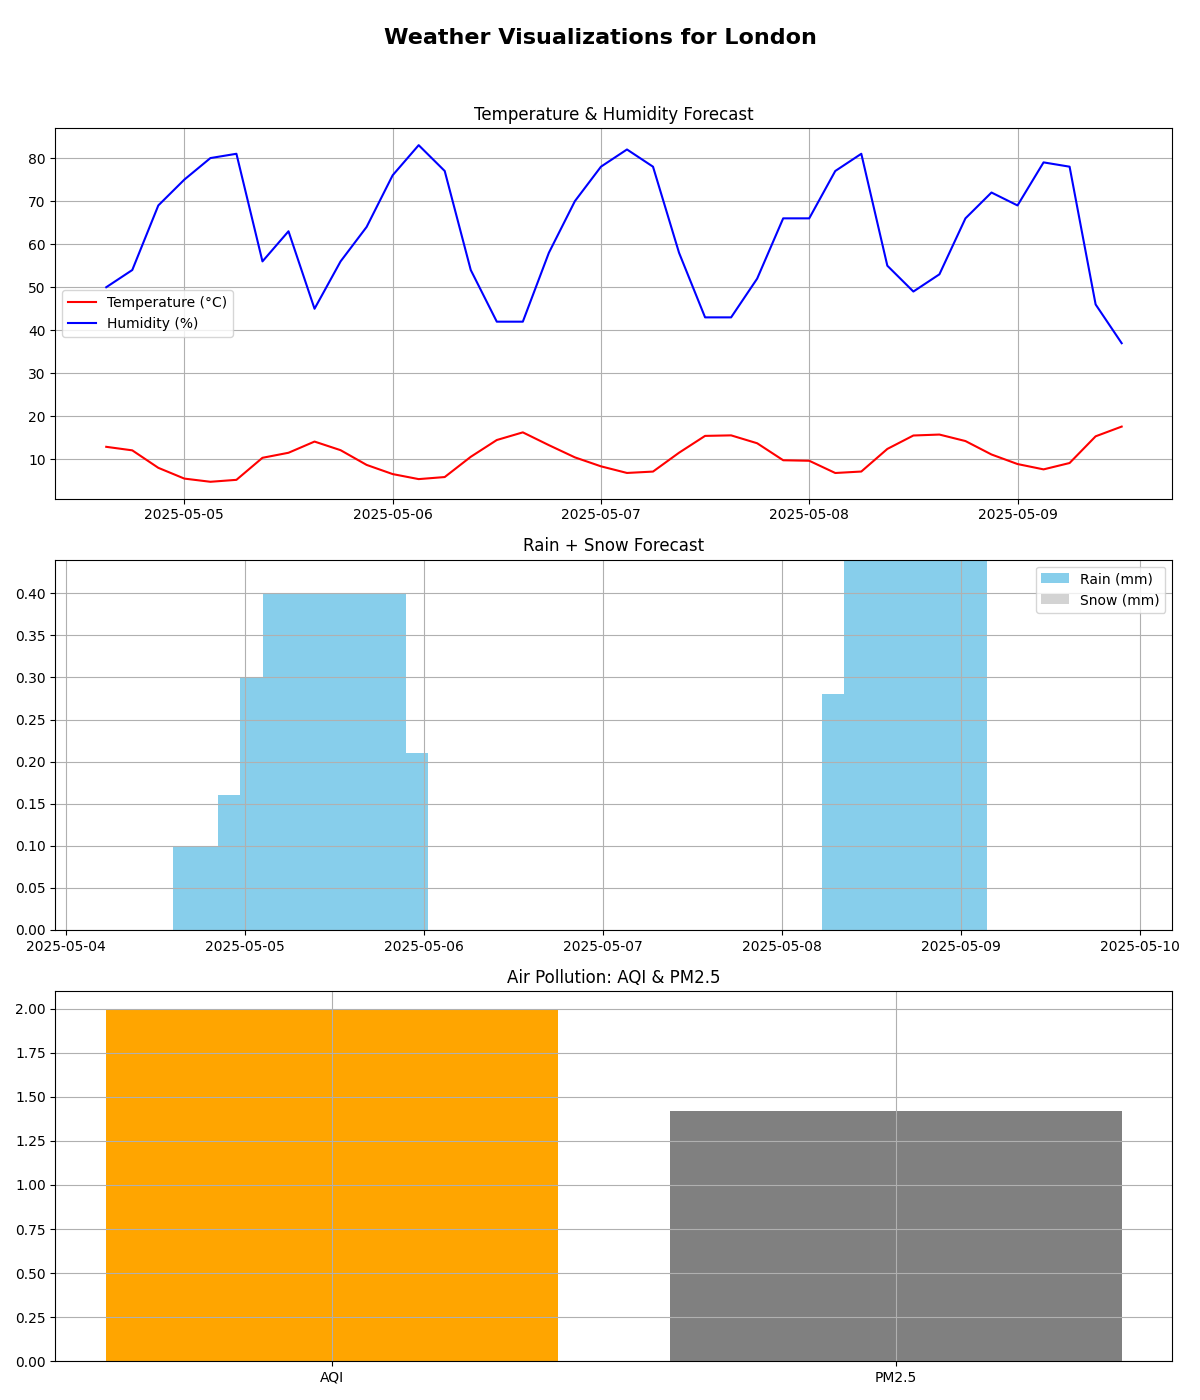 Weather Visualizations for London
Temperature & Humidity Forecast
80
70
60
50
40
30
20
10
Temperature (°C)
Humidity (%)
2025-05-05 2025-05-06 2025-05-07 2025-05-08 2025-05-09
Rain + Snow Forecast
0.40
0.35
0.30
0.25
0.20
0.15
0.10
0.05
0.00
Rain (mm)
Snow (mm)
2025-05-04 2025-05-05 2025-05-06 2025-05-07 2025-05-08 2025-05-09 2025-05-10
Air Pollution: AQI & PM2.5
2.00
1.75
1.50
1.25
1.00
0.75
0.50
0.25
0.00
AQI PM2.5